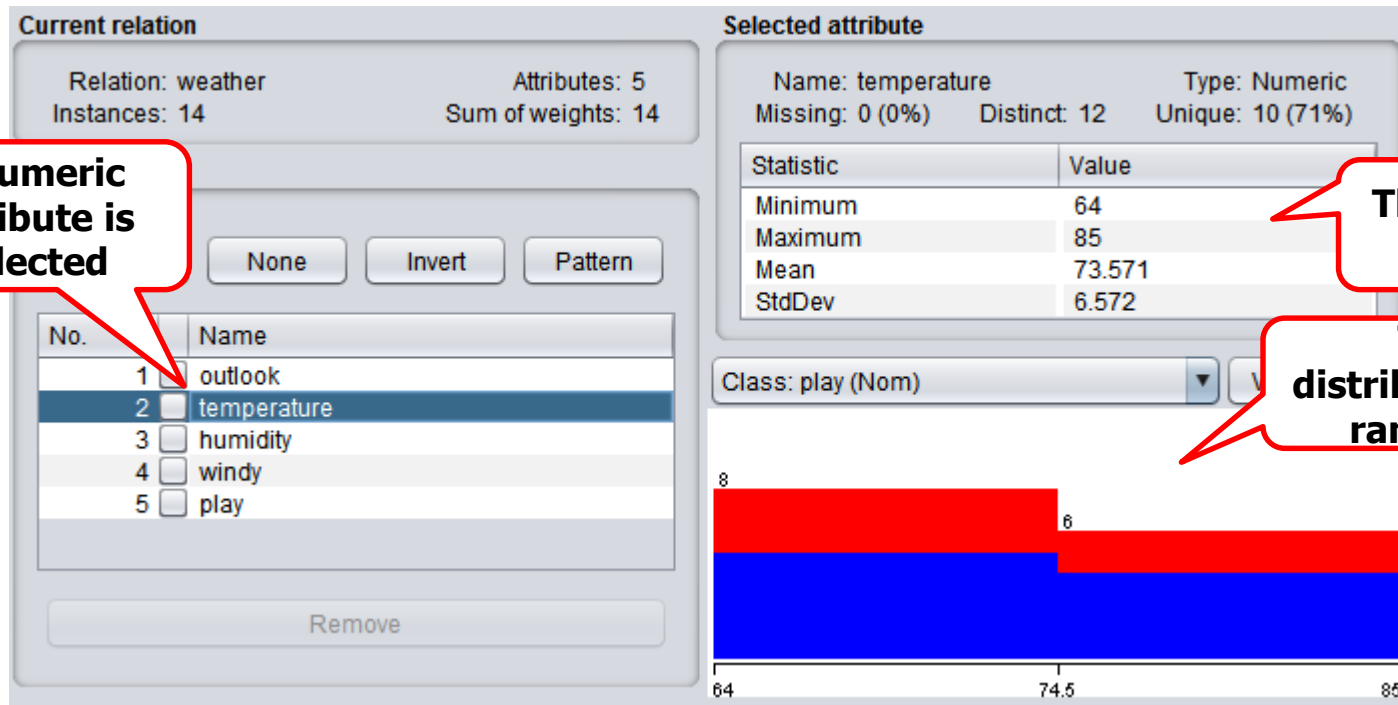 Current relation
Relation: weather Attributes: 5
Instances: 14 Sum of weights: 14
umeric
ibute is
lected
None Invert Pattern
No. Name
1 outlook
2 temperature
3 humidity
4 windy
5 play
Remove
Selected attribute
Name: temperature Type: Numeric
Missing: 0 (0%) Distinct: 12 Unique: 10 (71%)
Statistic Value
Minimum 64
Maximum 85
Mean 73.571
StdDev 6.572
Class: play (Nom)
8
6
64 74.5 85